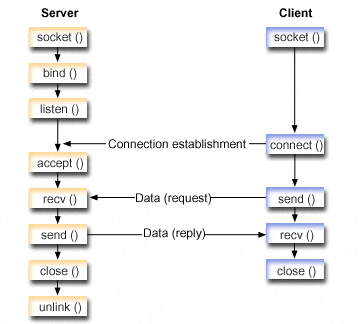 Server
Client
socket ()
socket ()
bind ()
listen ()
Connection establishment
connect ()
accept ()
recv ()
Data (request)
send ()
send ()
Data (reply)
recv ()
close ()
close ()
unlink ()